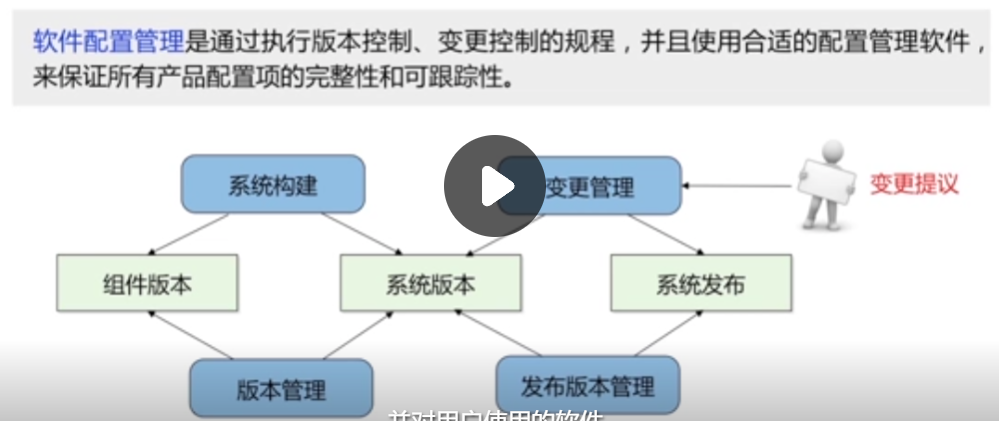 软件配置管理是通过执行版本控制、变更控制的规程，并且使用合适的配置管理软件，
来保证所有产品配置项的完整性和可跟踪性。
系统构建
变更管理
变更提议
组件版本
系统版本
系统发布
版本管理
发布版本管理
并对用户使用的软件